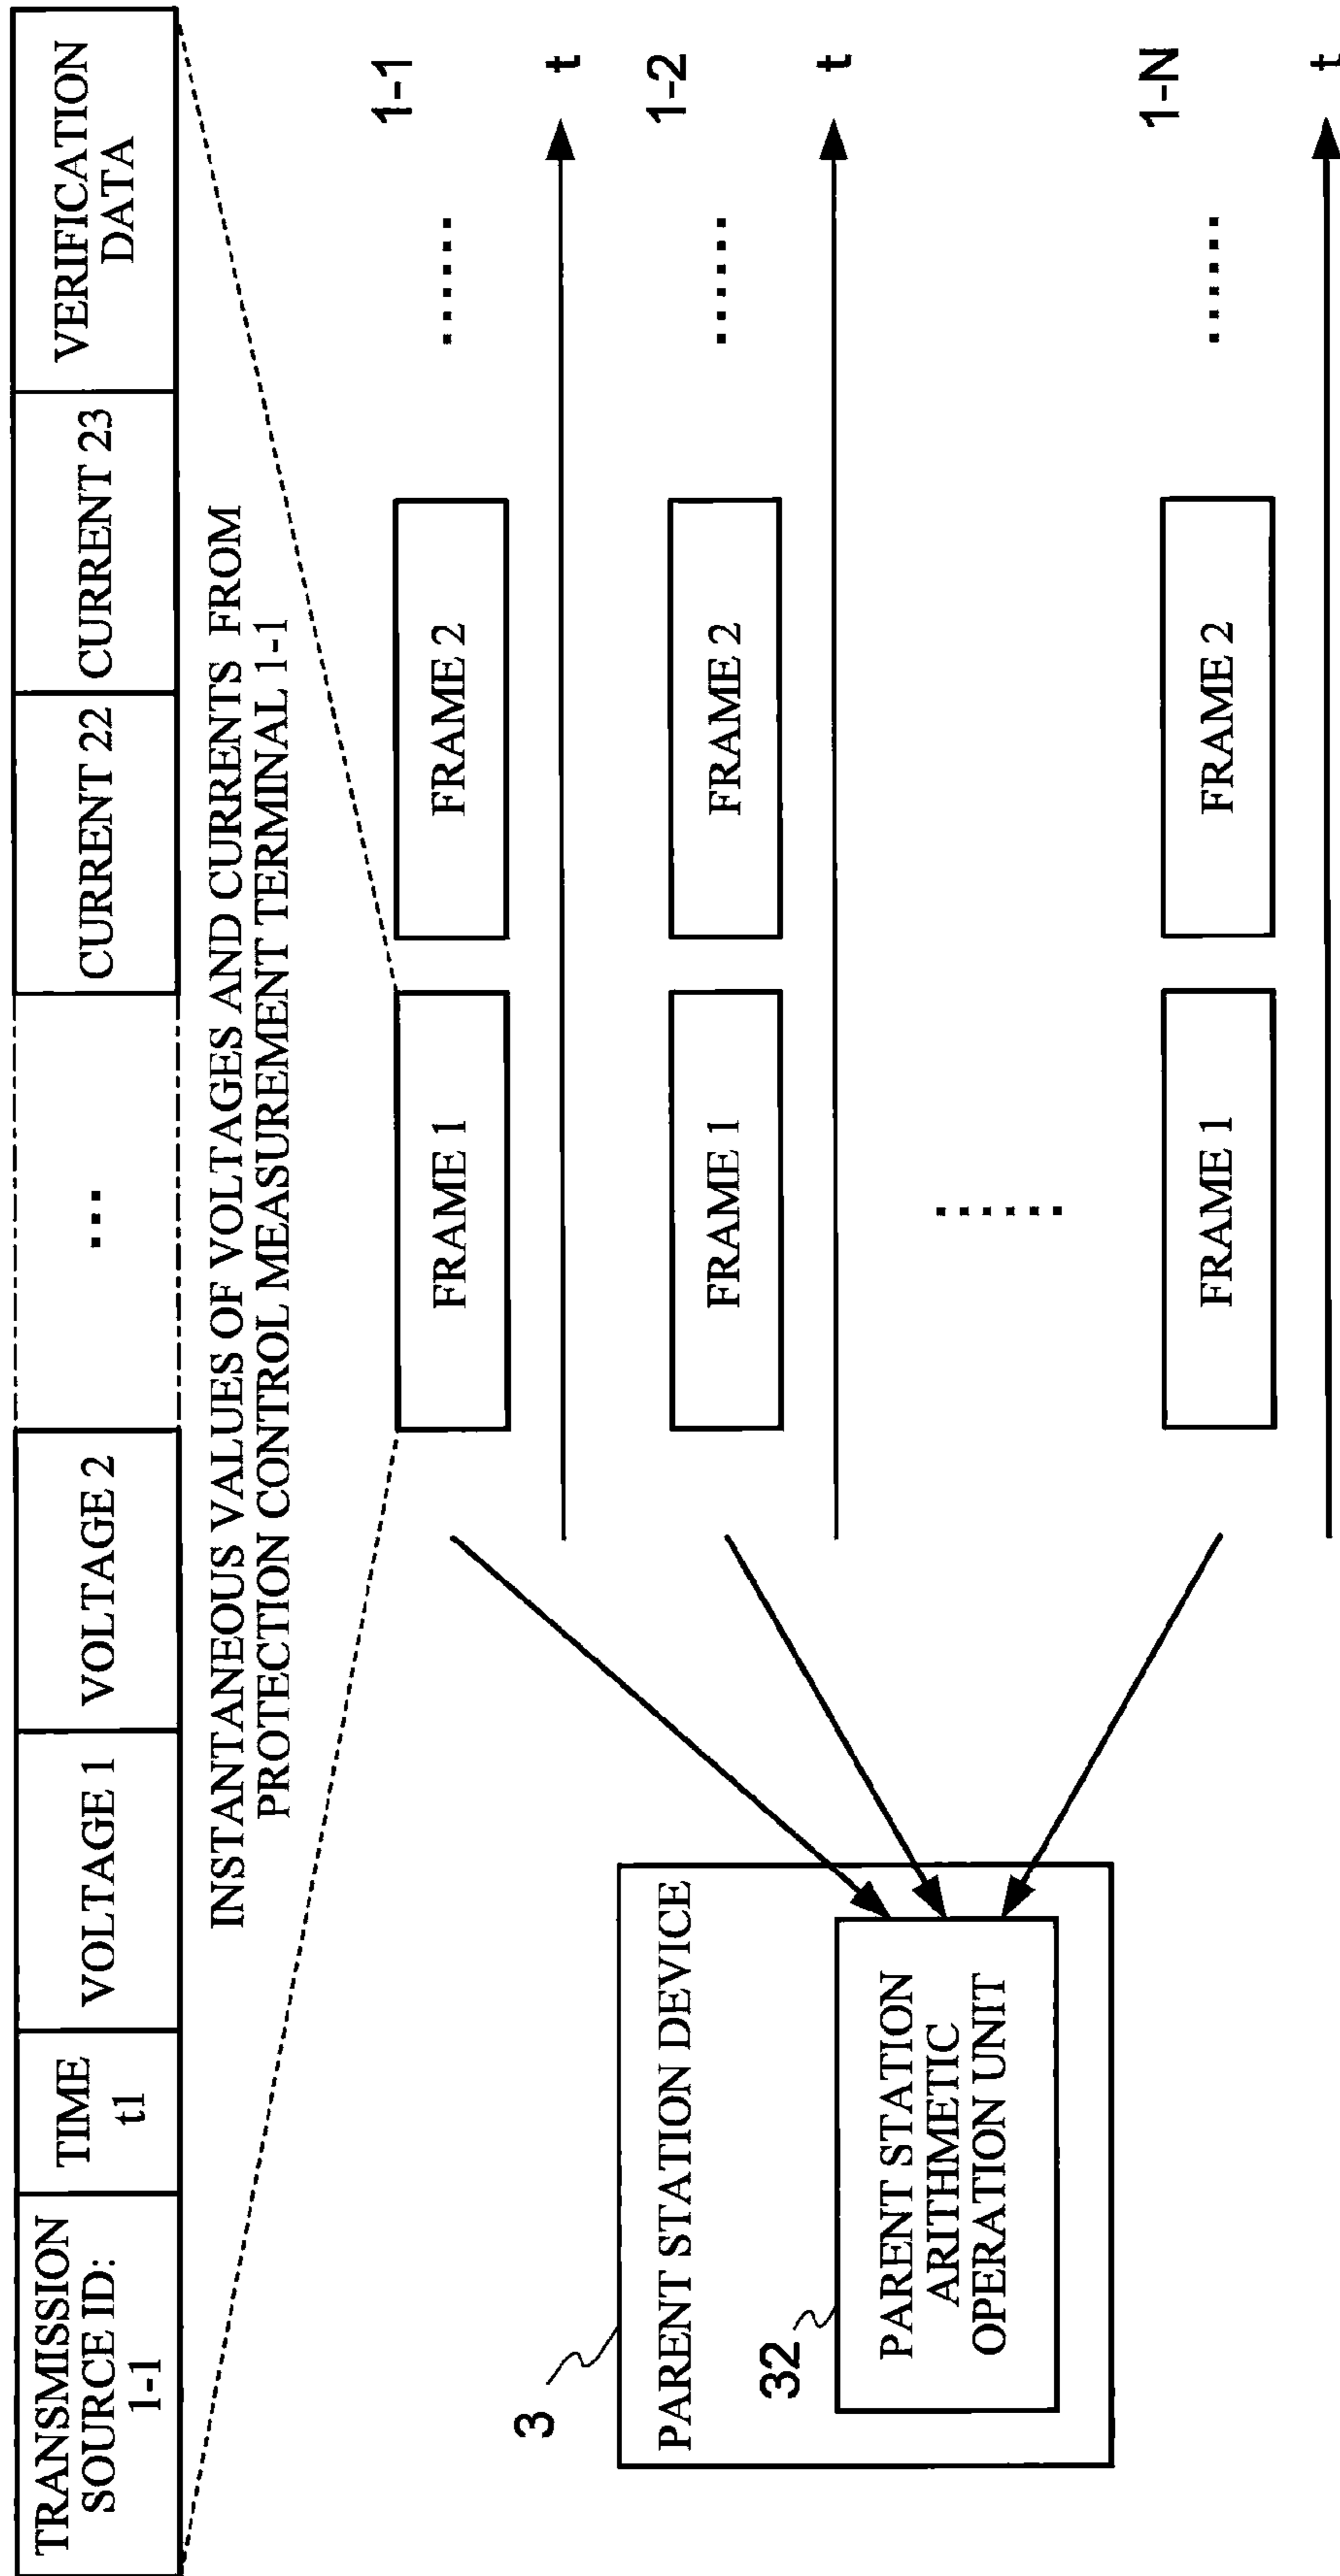 TRANSMISSION
SOURCE ID:
1-1
TIME
t1
VOLTAGE 1
VOLTAGE 2
...
CURRENT 22
CURRENT 23
VERIFICATION
DATA
INSTANTANEOUS VALUES OF VOLTAGES AND CURRENTS FROM
PROTECTION CONTROL MEASUREMENT TERMINAL 1-1
FRAME 1
FRAME 2
......
1-1
t
FRAME 1
FRAME 2
......
1-2
t
......
FRAME 1
FRAME 2
......
1-N
t
3
PARENT STATION DEVICE
32
PARENT STATION
ARITHMETIC
OPERATION UNIT